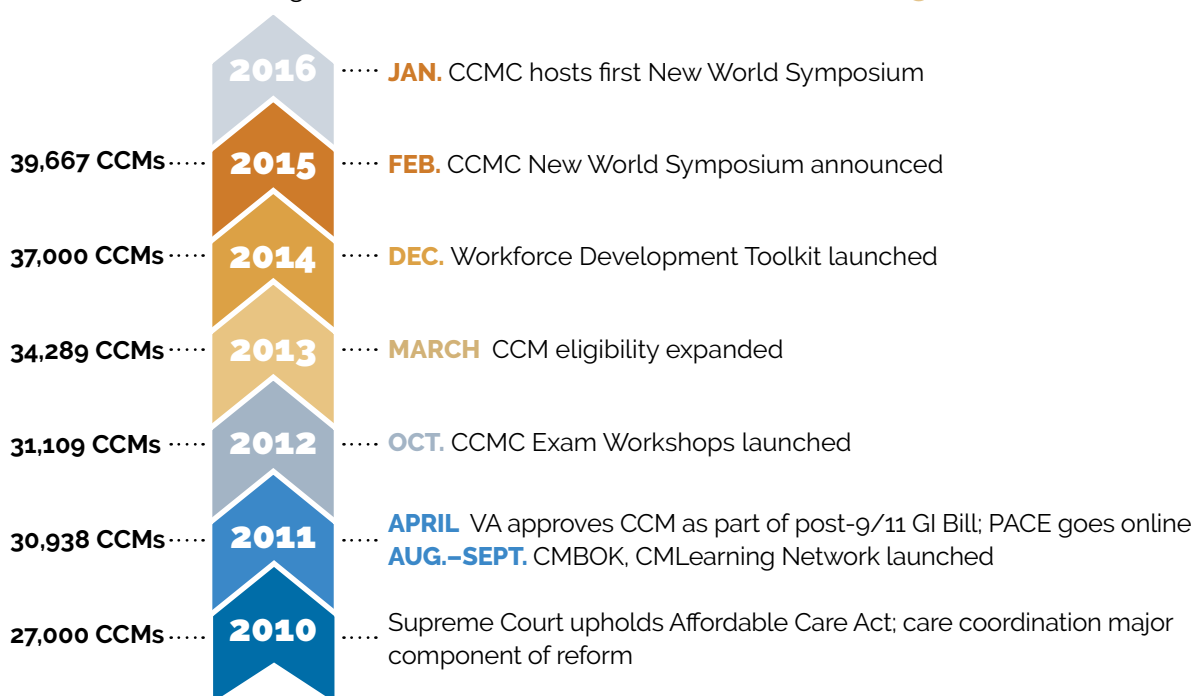 2016 JAN. CCMC hosts first New World Symposium
39,667 CCMs 2015 FEB. CCMC New World Symposium announced
37,000 CCMs 2014 DEC. Workforce Development Toolkit launched
34,289 CCMs 2013 MARCH CCM eligibility expanded
31,109 CCMs 2012 OCT. CCMC Exam Workshops launched
30,938 CCMs 2011 APRIL VA approves CCM as part of post-9/11 GI Bill; PACE goes online
AUG.–SEPT. CMBOK, CMLearning Network launched
27,000 CCMs 2010 Supreme Court upholds Affordable Care Act; care coordination major
component of reform